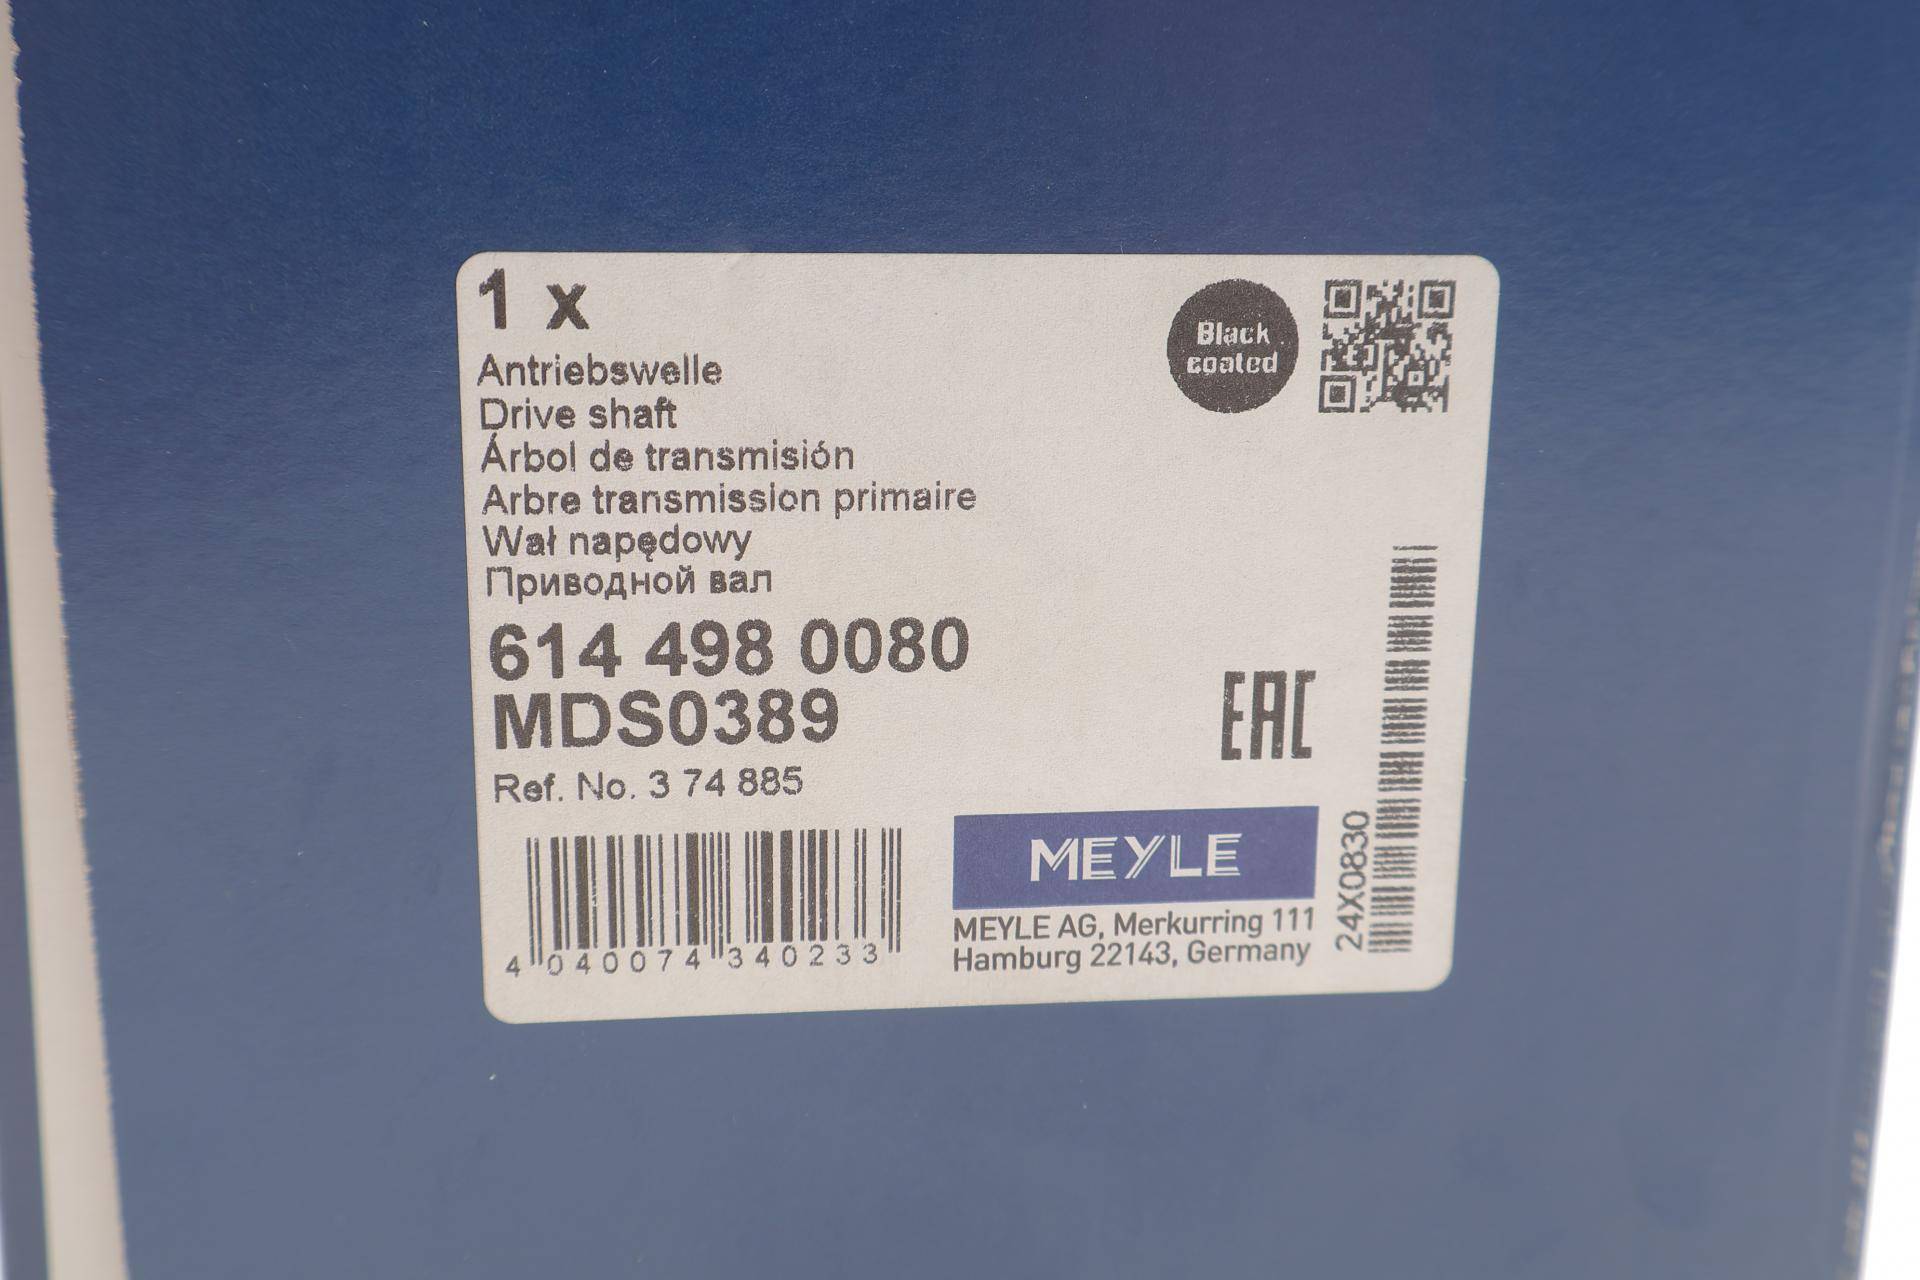 1 x
Black
coated
Antriebswelle
Drive shaft
Árbol de transmisión
Arbre transmission primaire
Wał napędowy
Приводной вал
614 498 0080
MDS0389
Ref. No. 3 74 885
EAC
MEYLE
MEYLE AG, Merkurring 111
Hamburg 22143, Germany
4 040074 340233
24X0830